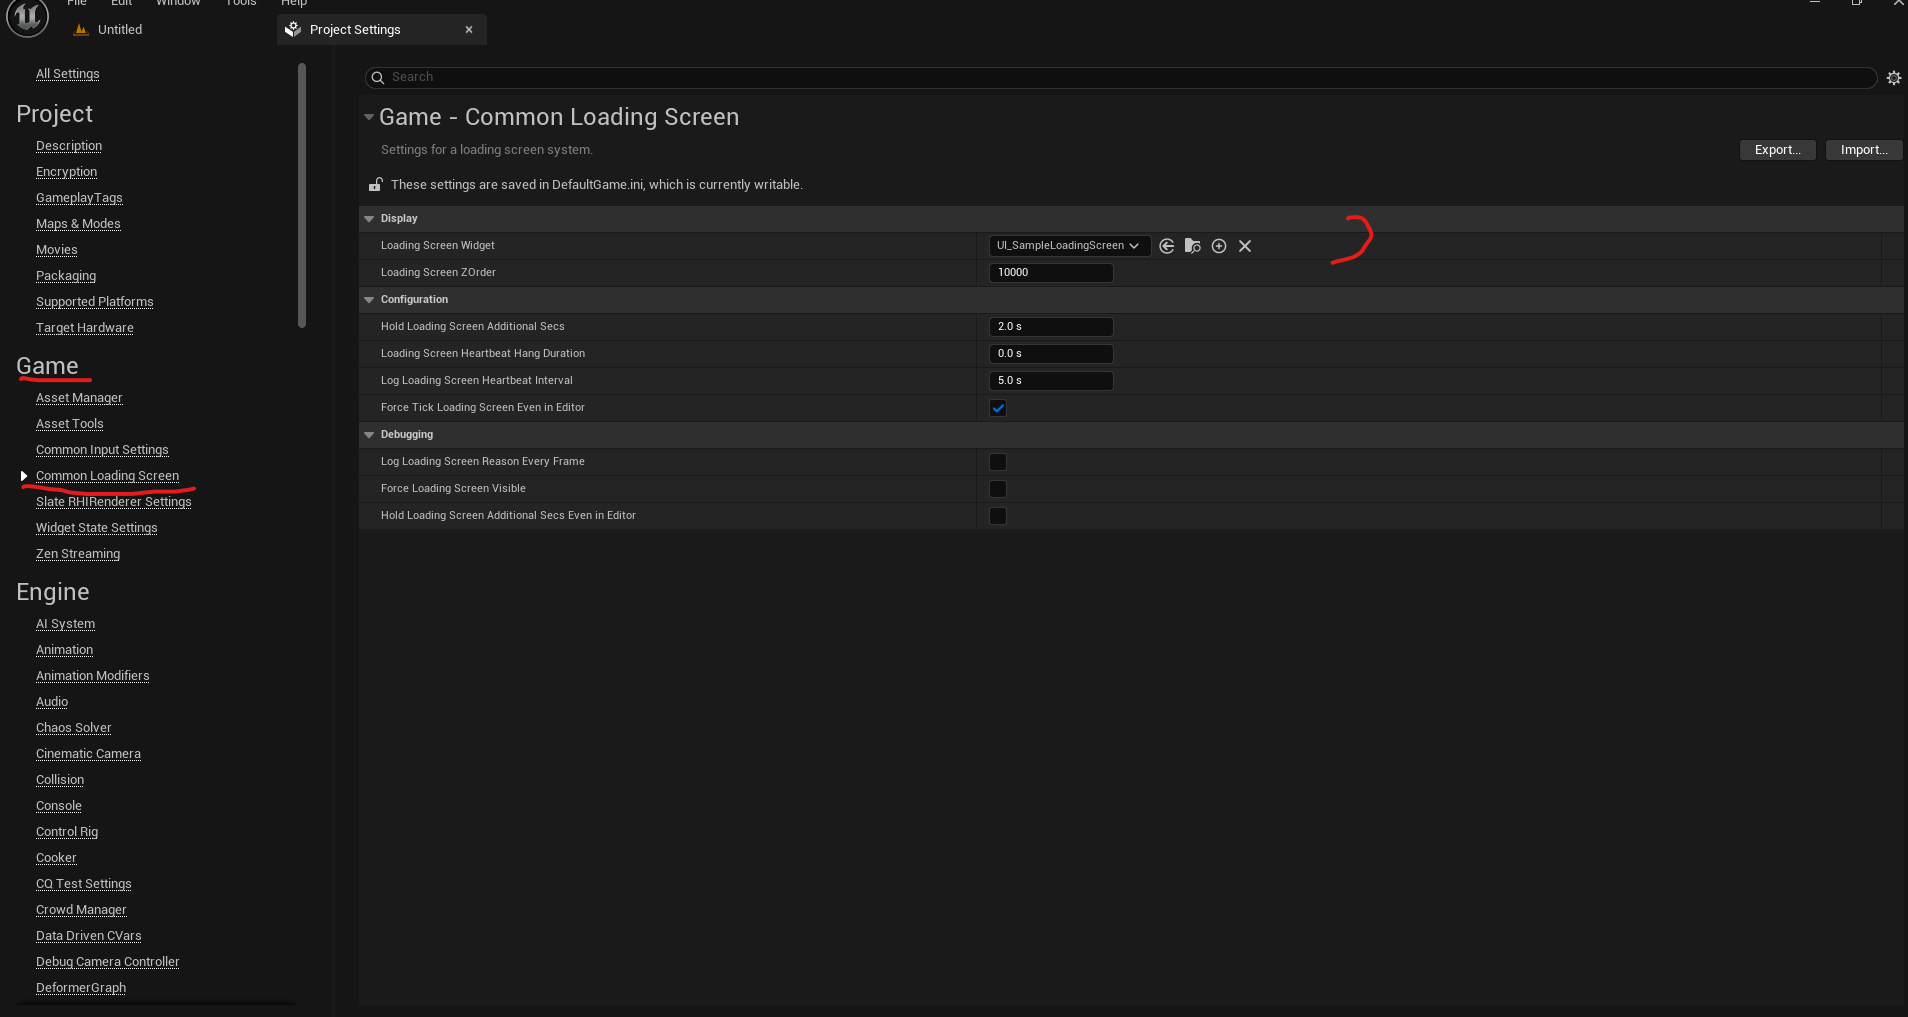 File Edit Window Tools Help
Untitled
Project Settings
All Settings
Project
Description
Encryption
GameplayTags
Maps & Modes
Movies
Packaging
Supported Platforms
Target Hardware
Game
Asset Manager
Asset Tools
Common Input Settings
Common Loading Screen
Slate RHIRenderer Settings
Widget State Settings
Zen Streaming
Engine
AI System
Animation
Animation Modifiers
Audio
Chaos Solver
Cinematic Camera
Collision
Console
Control Rig
Cooker
CQ Test Settings
Crowd Manager
Data Driven CVars
Debug Camera Controller
DeformerGraph
Search
Game - Common Loading Screen
Settings for a loading screen system.
Export... Import...
These settings are saved in DefaultGame.ini, which is currently writable.
Display
Loading Screen Widget UI_SampleLoadingScreen
Loading Screen ZOrder 10000
Configuration
Hold Loading Screen Additional Secs 2.0 s
Loading Screen Heartbeat Hang Duration 0.0 s
Log Loading Screen Heartbeat Interval 5.0 s
Force Tick Loading Screen Even in Editor
Debugging
Log Loading Screen Reason Every Frame
Force Loading Screen Visible
Hold Loading Screen Additional Secs Even in Editor